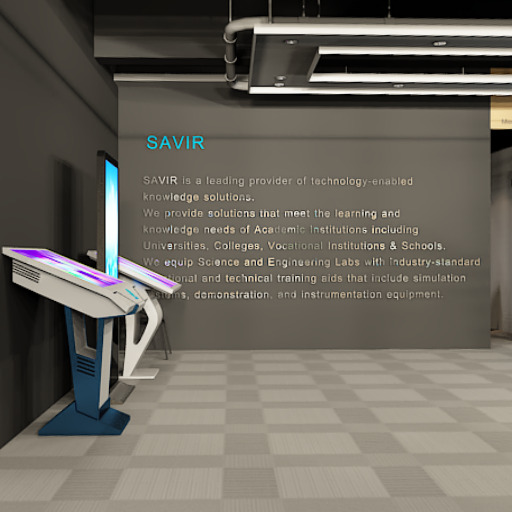 SAVIR
SAVIR is a leading provider of technology-enabled
knowledge solutions.
We provide solutions that meet the learning and
knowledge needs of Academic Institutions including
Universities, Colleges, Vocational Institutions & Schools.
We equip Science and Engineering Labs with Industry-standard
and technical training aids that include simulation
demonstration, and instrumentation equipment.